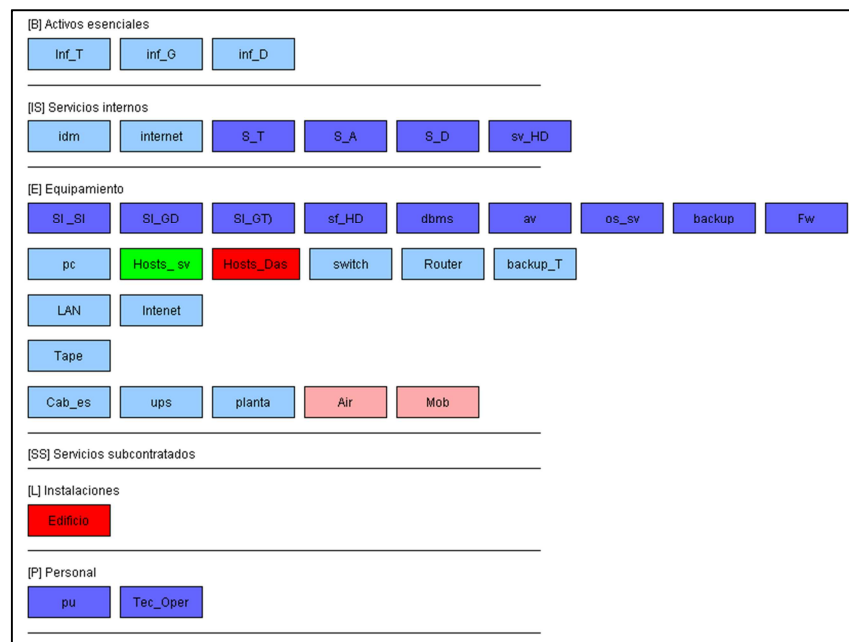 [B] Activos esenciales
Inf_T inf_G inf_D
[IS] Servicios internos
idm internet S_T S_A S_D sv_HD
[E] Equipamiento
SI_SI SI_GD SI_GT) sf_HD dbms av os_sv backup Fw
pc Hosts_ sv Hosts_Das switch Router backup_T
LAN Intenet
Tape
Cab_es ups planta Air Mob
[SS] Servicios subcontratados
[L] Instalaciones
Edificio
[P] Personal
pu Tec_Oper